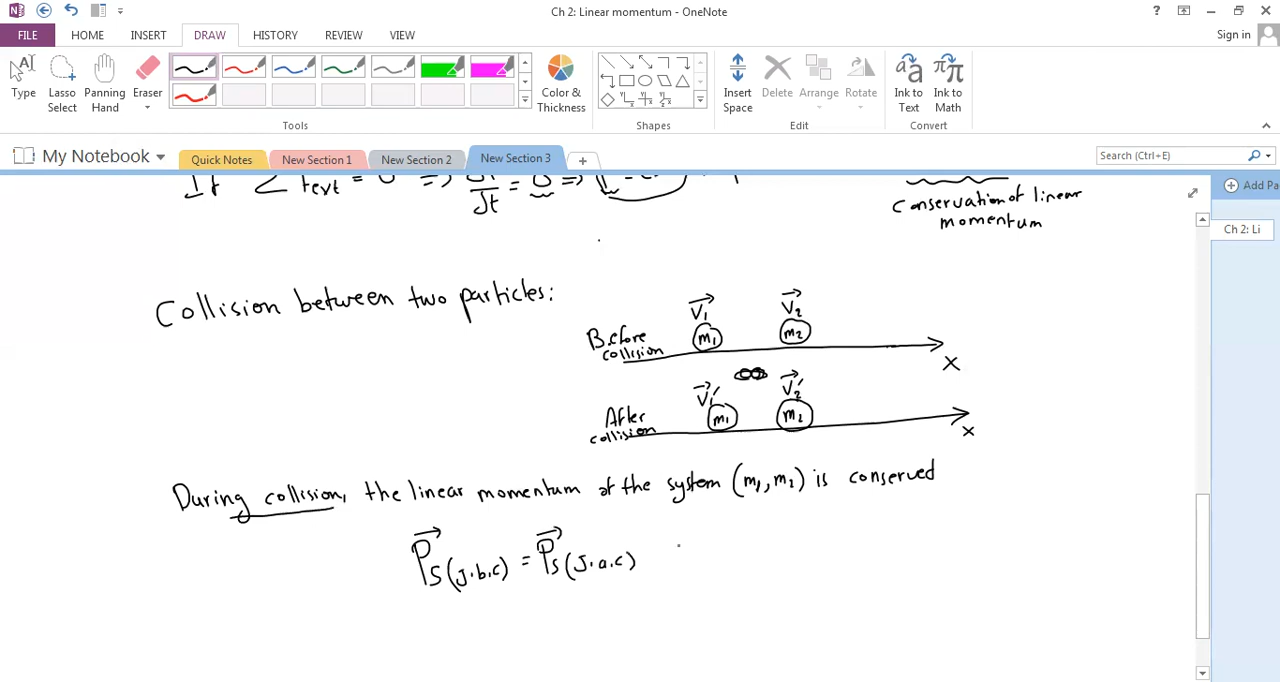 Ch 2: Linear momentum - OneNote
FILE HOME INSERT DRAW HISTORY REVIEW VIEW
Sign in
Type
Lasso Select
Panning Hand
Eraser
Color & Thickness
Insert Space
Delete
Arrange
Rotate
Ink to Text
Ink to Math
Tools
Shapes
Edit
Convert
My Notebook
Quick Notes
New Section 1
New Section 2
New Section 3
Search (Ctrl+E)
Add Pa
Ch 2: Li
If
Conservation of linear
momentum
Collision between two particles:
Before
collision
V₁
V₂
m₁
m₂
x
After
collision
V₁′
V₂′
m₁
m₂
x
During collision, the linear momentum of the system (m₁, m₂) is conserved
P⃗s(J.b.c) = P⃗s(J.a.c)